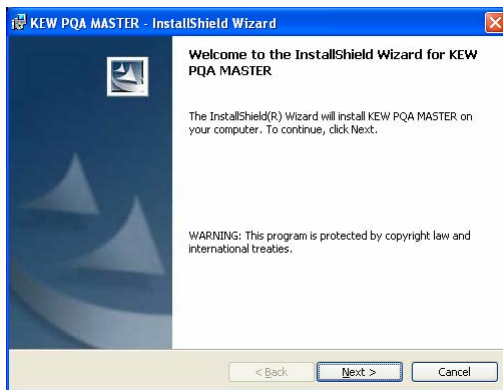 KEW PQA MASTER - InstallShield Wizard
Welcome to the InstallShield Wizard for KEW
PQA MASTER
The InstallShield(R) Wizard will install KEW PQA MASTER on
your computer. To continue, click Next.
WARNING: This program is protected by copyright law and
international treaties.
< Back Next > Cancel